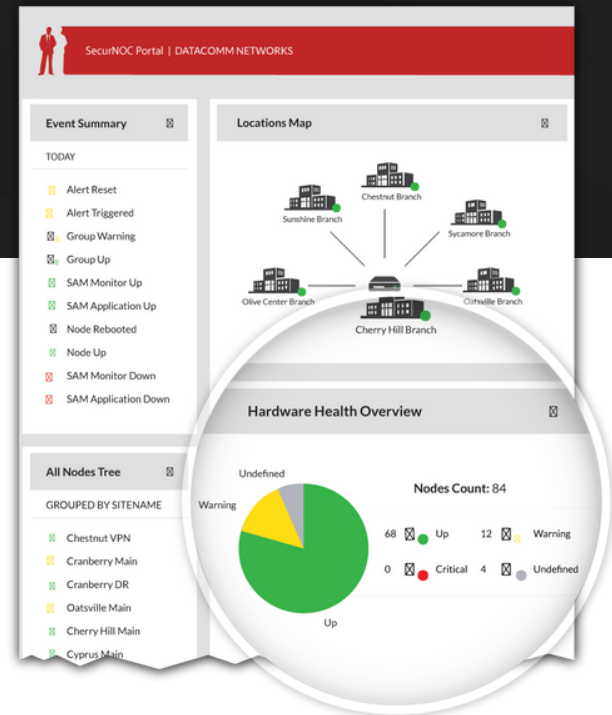 SecurNOC Portal | DATACOMM NETWORKS
Event Summary
TODAY
Alert Reset
Alert Triggered
Group Warning
Group Up
SAM Monitor Up
SAM Application Up
Node Rebooted
Node Up
SAM Monitor Down
SAM Application Down
All Nodes Tree
GROUPED BY SITENAME
Chestnut VPN
Cranberry Main
Cranberry DR
Oatsville Main
Cherry Hill Main
Cyprus Main
Locations Map
Chestnut Branch
Sunshine Branch
Sycamore Branch
Olive Center Branch
Oatsville Branch
Cherry Hill Branch
Hardware Health Overview
Undefined
Warning
Up
Nodes Count: 84
68 Up 12 Warning
0 Critical 4 Undefined